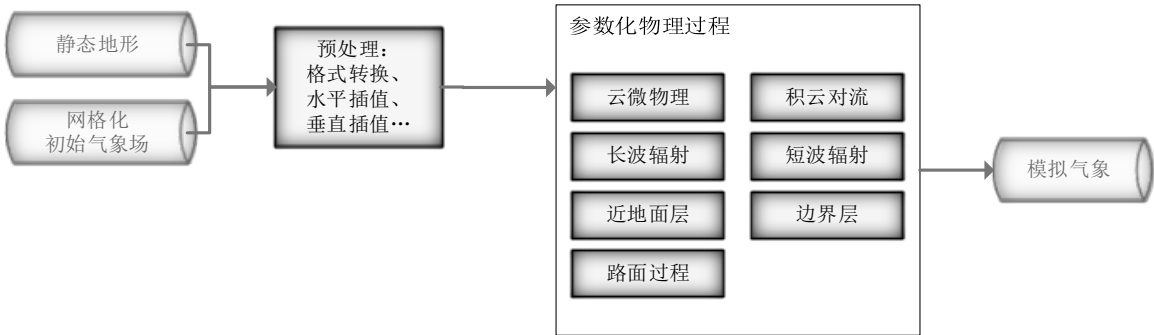 静态地形
网格化
初始气象场
预处理：
格式转换、
水平插值、
垂直插值…
参数化物理过程
云微物理
积云对流
长波辐射
短波辐射
近地面层
边界层
路面过程
模拟气象